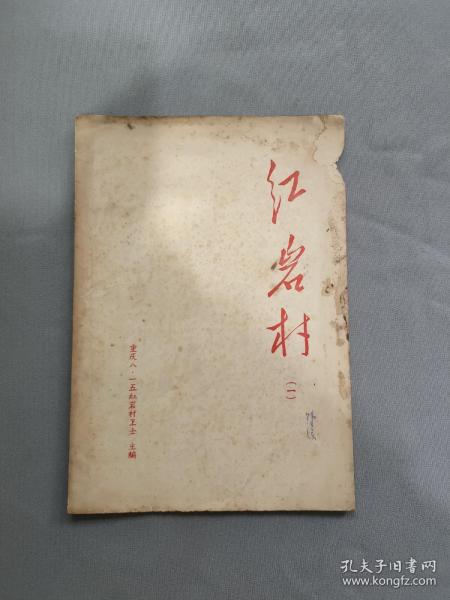 红岩村
（一）
重庆八·一五红岩村卫士 主编
孔夫子旧书网
www.kongfz.com